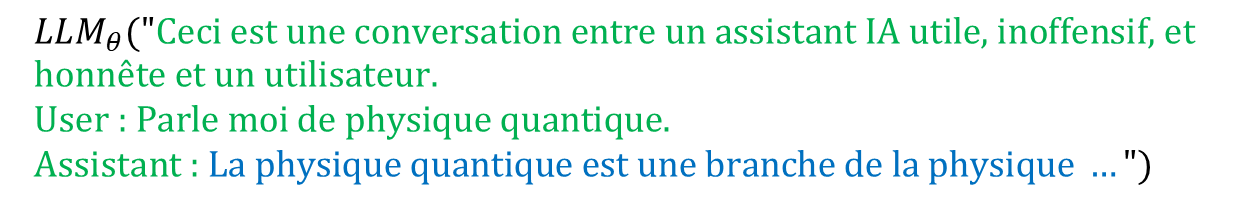 LLMθ("Ceci est une conversation entre un assistant IA utile, inoffensif, et
honnête et un utilisateur.
User : Parle moi de physique quantique.
Assistant : La physique quantique est une branche de la physique …")